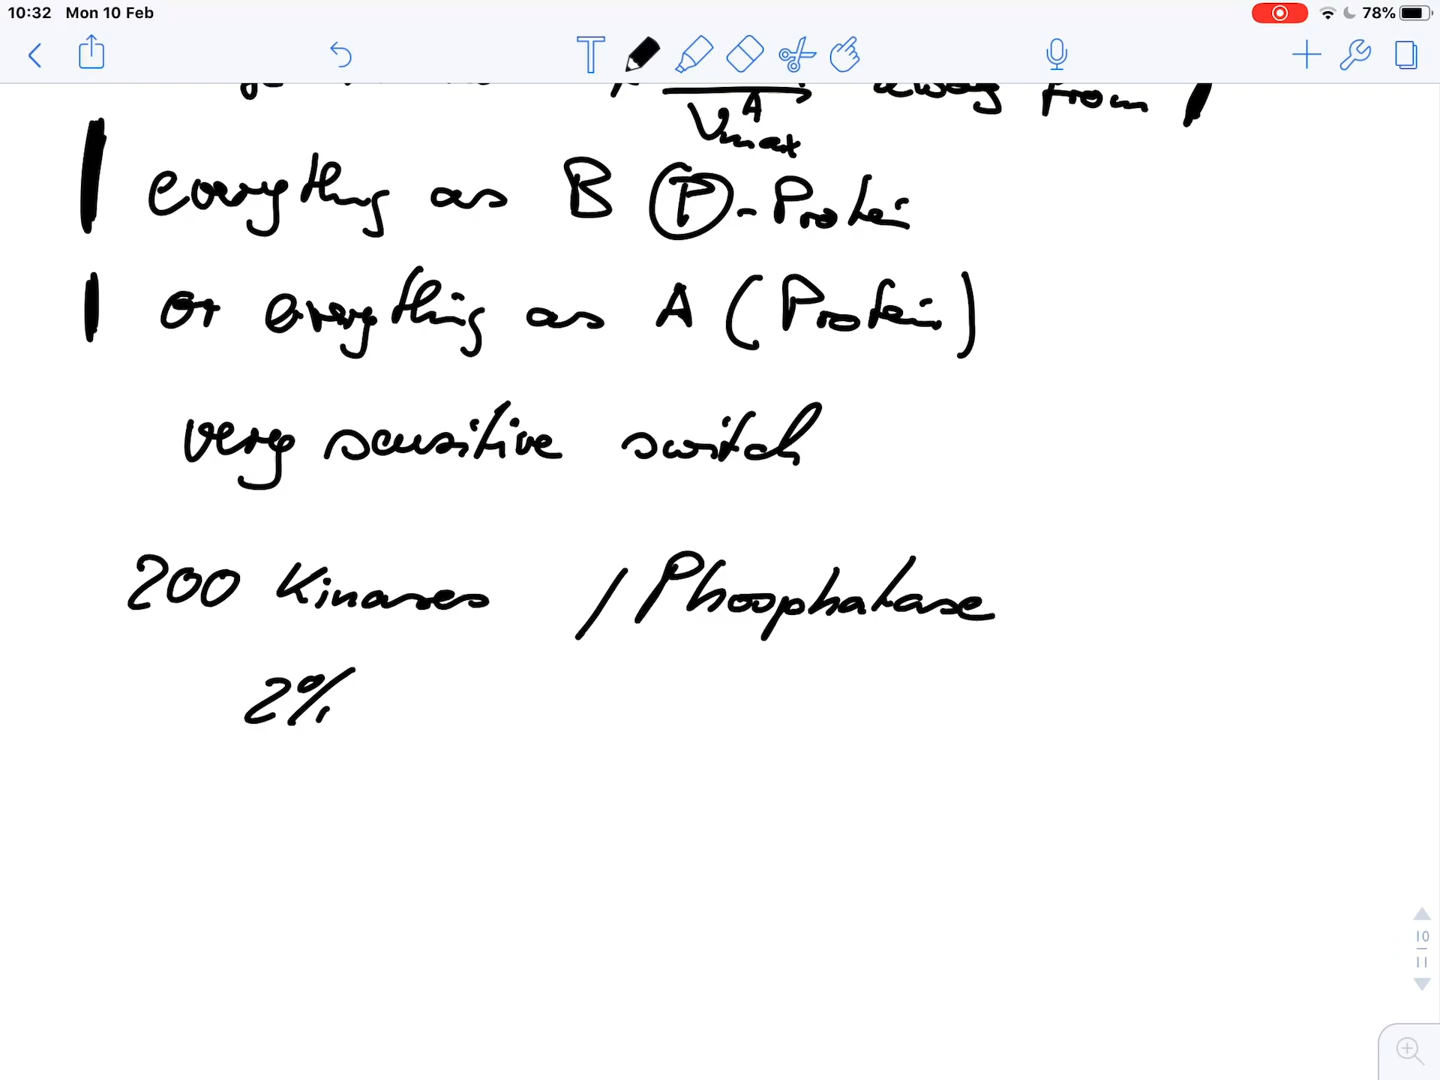 10:32 Mon 10 Feb 78%
away from
Vmax A
everything as B P - Protein
or everything as A (Protein)
very sensitive switch
200 Kinases / Phosphatase
2%
10
11